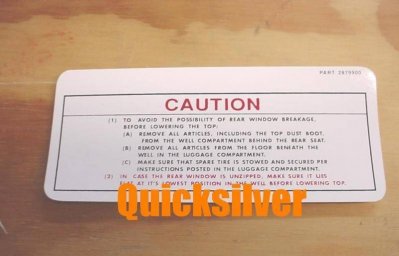 PART 2879900
CAUTION
(1) TO AVOID THE POSSIBILITY OF REAR WINDOW BREAKAGE,
BEFORE LOWERING THE TOP:
(A) REMOVE ALL ARTICLES, INCLUDING THE TOP DUST BOOT,
FROM THE WELL COMPARTMENT BEHIND THE REAR SEAT.
(B) REMOVE ALL ARTICLES FROM THE FLOOR BENEATH THE
WELL IN THE LUGGAGE COMPARTMENT.
(C) MAKE SURE THAT SPARE TIRE IS STOWED AND SECURED PER
INSTRUCTIONS POSTED IN THE LUGGAGE COMPARTMENT.
(2) IN CASE THE REAR WINDOW IS UNZIPPED, MAKE SURE IT LIES
FLAT AT IT'S LOWEST POSITION IN THE WELL BEFORE LOWERING TOP.
Quicksilver